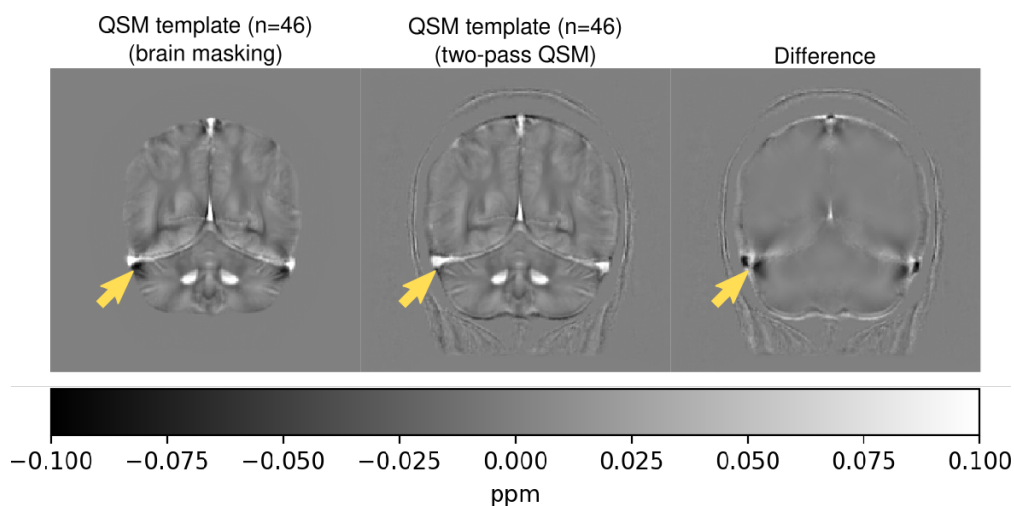 QSM template (n=46)
(brain masking)
QSM template (n=46)
(two-pass QSM)
Difference
−0.100 −0.075 −0.050 −0.025 0.000 0.025 0.050 0.075 0.100
ppm